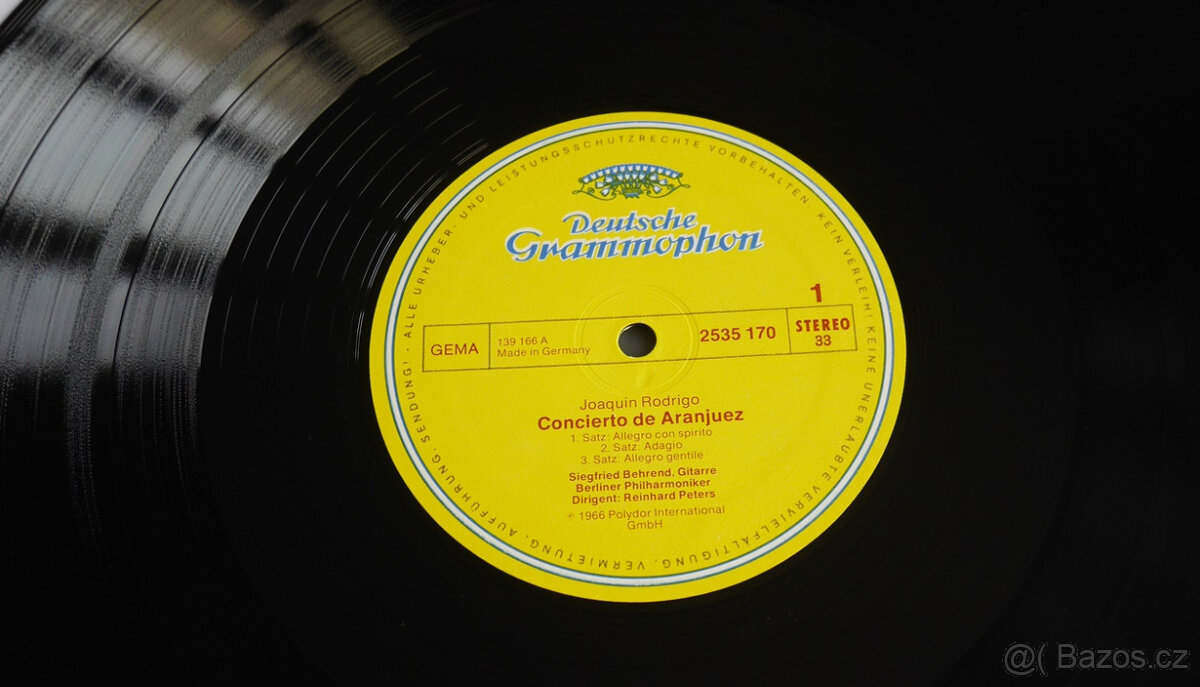 ALLE URHEBER- UND LEISTUNGSSCHUTZRECHTE VORBEHALTEN. KEIN VERLEIH! KEINE UNERLAUBTE VERVIELFÄLTIGUNG, VERMIETUNG, AUFFÜHRUNG, SENDUNG! ·
Deutsche
Grammophon
1
GEMA
139 166 A
Made in Germany
2535 170
STEREO
33
Joaquin Rodrigo
Concierto de Aranjuez
1. Satz: Allegro con spirito
2. Satz: Adagio
3. Satz: Allegro gentile
Siegfried Behrend, Gitarre
Berliner Philharmoniker
Dirigent: Reinhard Peters
℗ 1966 Polydor International
GmbH
@( Bazos.cz